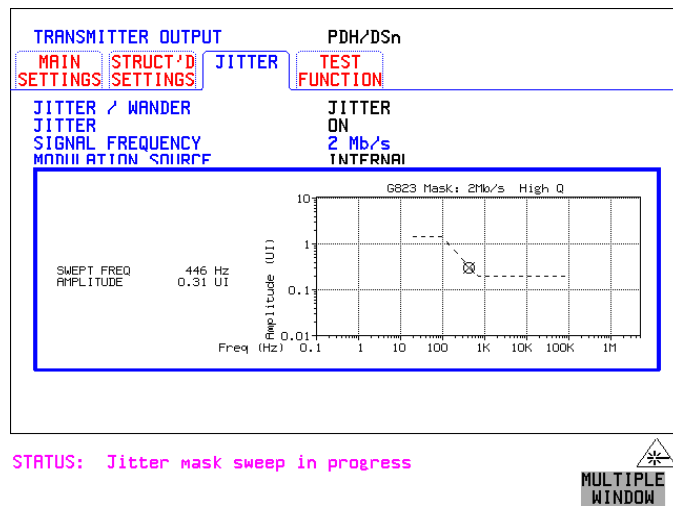 TRANSMITTER OUTPUT PDH/DSn
MAIN SETTINGS STRUCT'D SETTINGS JITTER TEST FUNCTION
JITTER / WANDER JITTER
JITTER ON
SIGNAL FREQUENCY 2 Mb/s
MODULATION SOURCE INTERNAL
G823 Mask: 2Mb/s High Q
10
1
0.1
0.01
Amplitude (UI)
SWEPT FREQ 446 Hz
AMPLITUDE 0.31 UI
Freq (Hz) 0.1 1 10 100 1K 10K 100K 1M
STATUS: Jitter mask sweep in progress
MULTIPLE
WINDOW